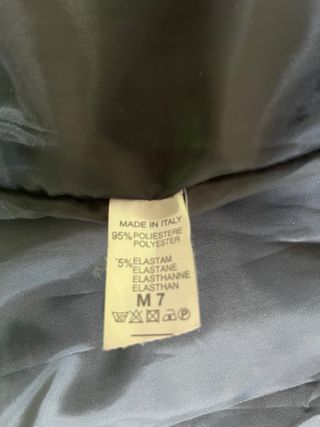 MADE IN ITALY
95% POLIESTERE
POLYESTER
5% ELASTAM
ELASTANE
ELASTHANNE
ELASTHAN
M 7